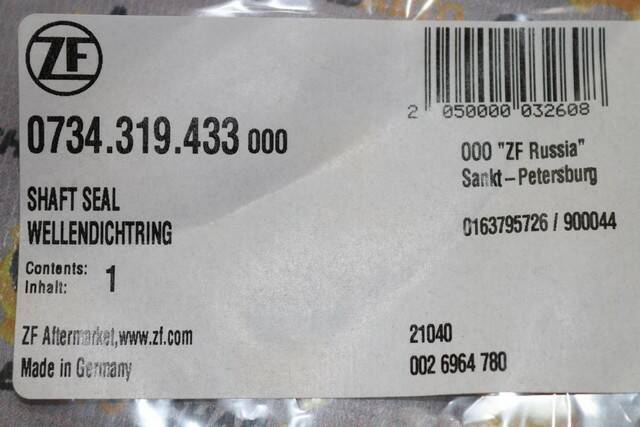 ZF
0734.319.433 000
SHAFT SEAL
WELLENDICHTRING
Contents:
Inhalt: 1
ZF Aftermarket,www.zf.com
Made in Germany
2 050000 032608
000 "ZF Russia"
Sankt-Petersburg
0163795726 / 900044
21040
002 6964 780